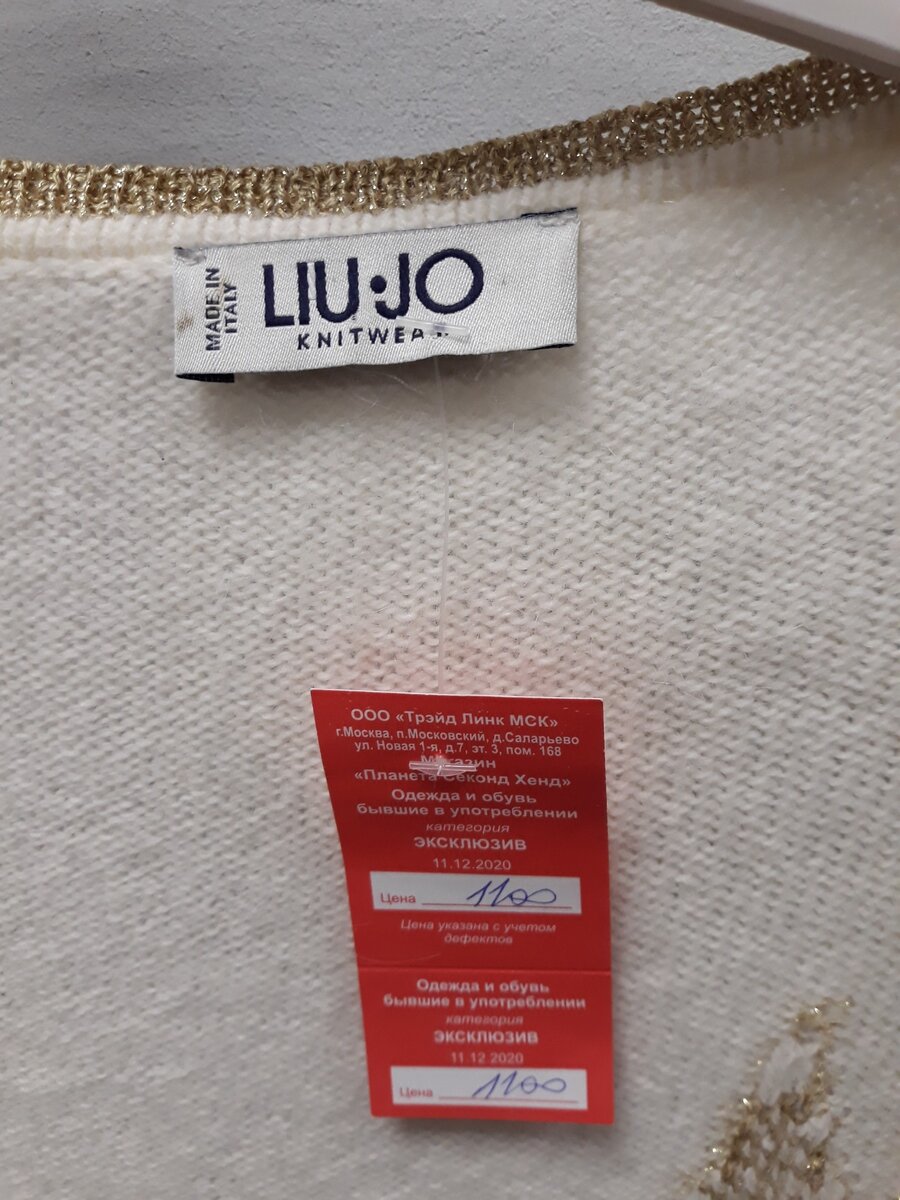 MADE IN
ITALY
LIU·JO
KNITWEAR
ООО «Трэйд Линк МСК»
г.Москва, п.Московский, д.Саларьево
ул. Новая 1-я, д.7, эт. 3, пом. 168
Магазин
«Планета Секонд Хенд»
Одежда и обувь
бывшие в употреблении
категория
ЭКСКЛЮЗИВ
11.12.2020
Цена 1100
Цена указана с учетом
дефектов
Одежда и обувь
бывшие в употреблении
категория
ЭКСКЛЮЗИВ
11.12.2020
Цена 1100